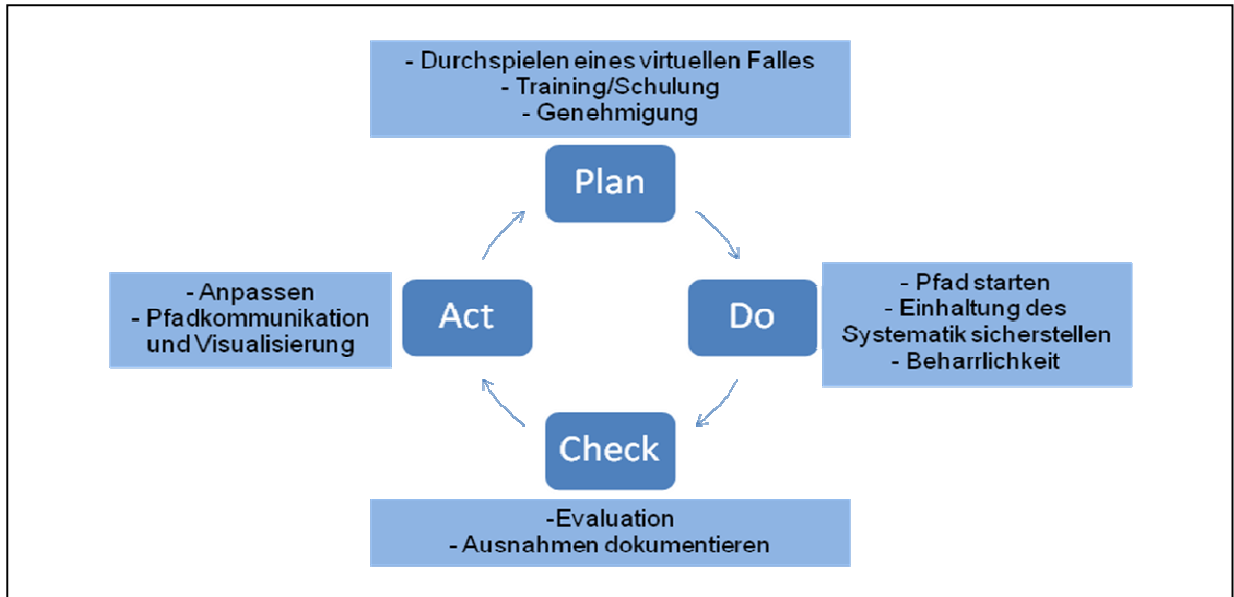 - Durchspielen eines virtuellen Falles
- Training/Schulung
- Genehmigung
Plan
- Anpassen
- Pfadkommunikation
und Visualisierung
Act
Do
- Pfad starten
- Einhaltung des
Systematik sicherstellen
- Beharrlichkeit
Check
-Evaluation
- Ausnahmen dokumentieren